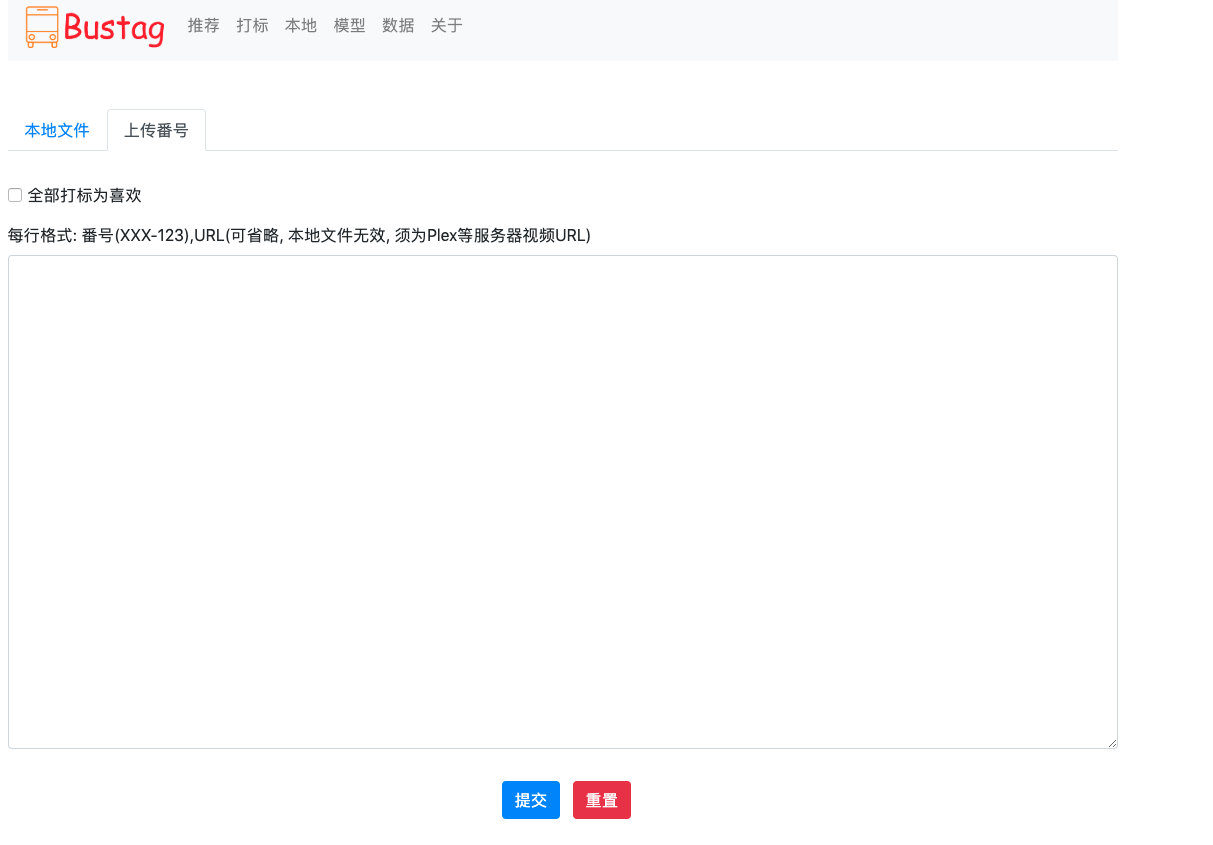 Bustag 推荐 打标 本地 模型 数据 关于
本地文件 上传番号
全部打标为喜欢
每行格式: 番号(XXX-123),URL(可省略, 本地文件无效, 须为Plex等服务器视频URL)
提交 重置